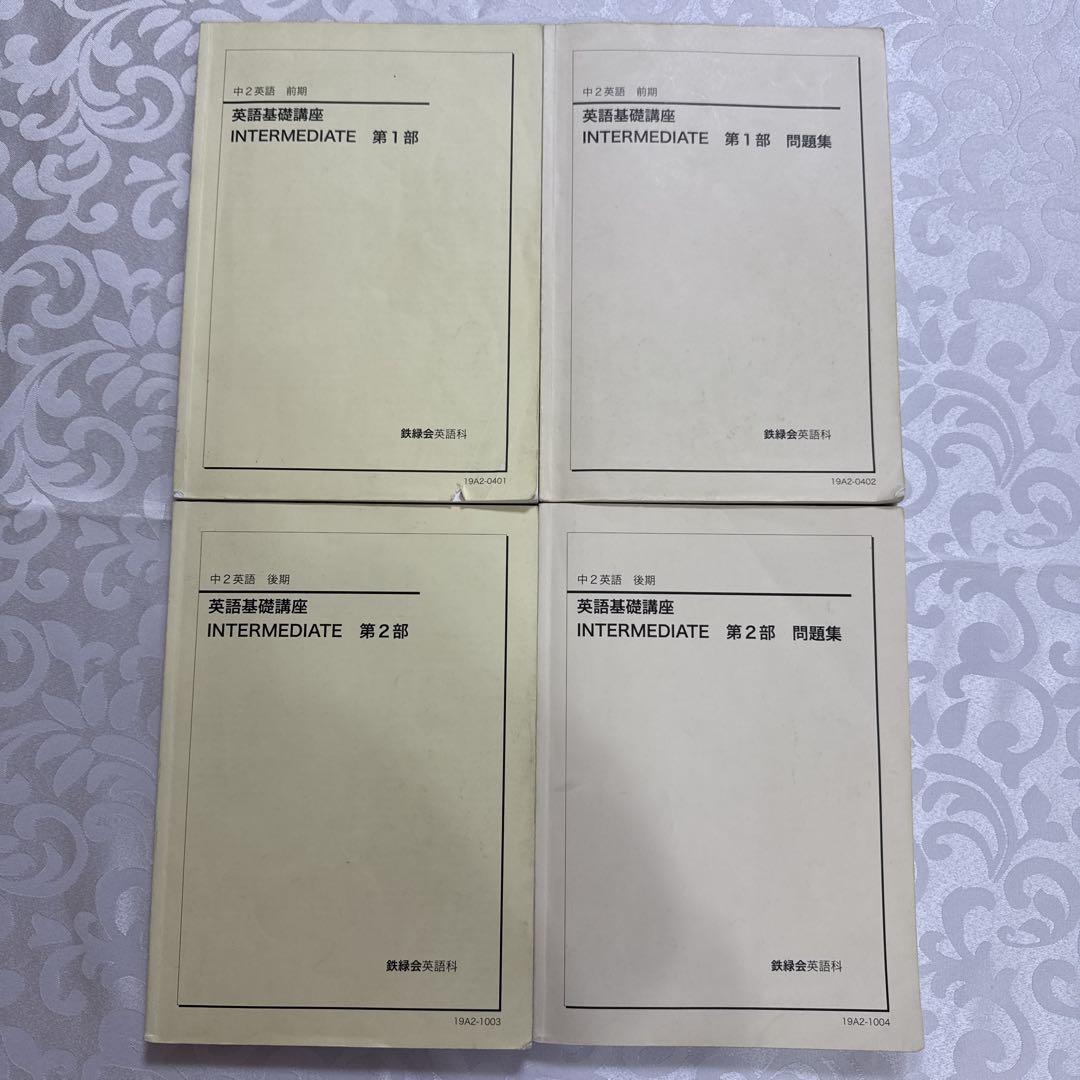 中2英語 前期
英語基礎講座
INTERMEDIATE 第1部
鉄緑会英語科
19A2-0401
中2英語 前期
英語基礎講座
INTERMEDIATE 第1部 問題集
鉄緑会英語科
19A2-0402
中2英語 後期
英語基礎講座
INTERMEDIATE 第2部
鉄緑会英語科
19A2-1003
中2英語 後期
英語基礎講座
INTERMEDIATE 第2部 問題集
鉄緑会英語科
19A2-1004